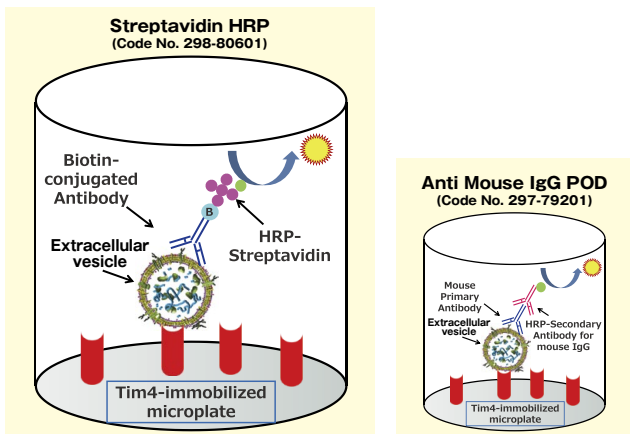 Streptavidin HRP
(Code No. 298-80601)
Biotin-
conjugated
Antibody
B
HRP-
Streptavidin
Extracellular
vesicle
Tim4-immobilized
microplate
Anti Mouse IgG POD
(Code No. 297-79201)
Mouse
Primary
Antibody
Extracellular
vesicle
HRP-Secondary
Antibody for
mouse IgG
Tim4-immobilized
microplate